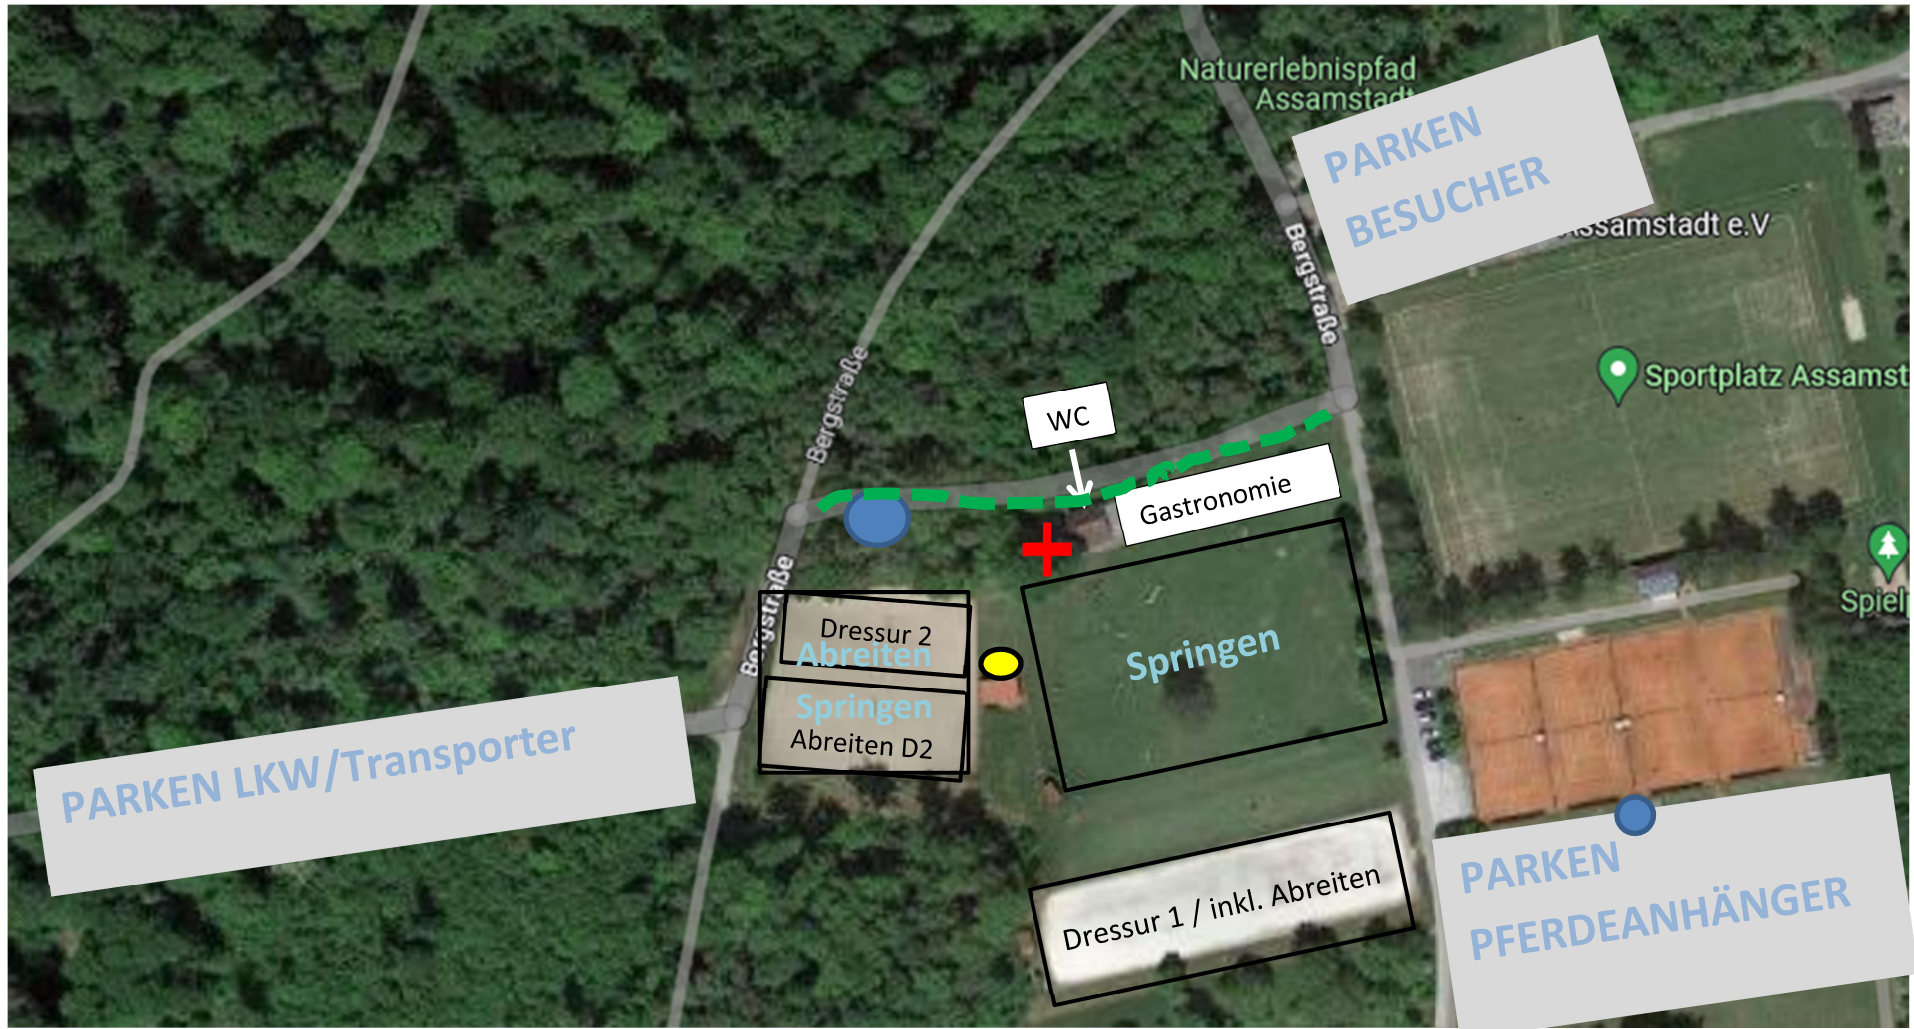 Naturerlebnispfad
Assamstadt
PARKEN
BESUCHER
Assamstadt e.V
Bergstraße
Sportplatz Assamst
Bergstraße
WC
Gastronomie
Bergstraße
Dressur 2
Abreiten
Springen
Abreiten D2
Springen
Spielp
PARKEN LKW/Transporter
Dressur 1 / inkl. Abreiten
PARKEN
PFERDEANHÄNGER